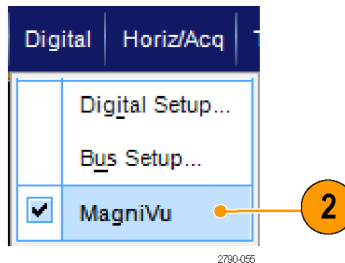 Digital Horiz/Acq
Digital Setup...
Bus Setup...
MagniVu
2
2790-055